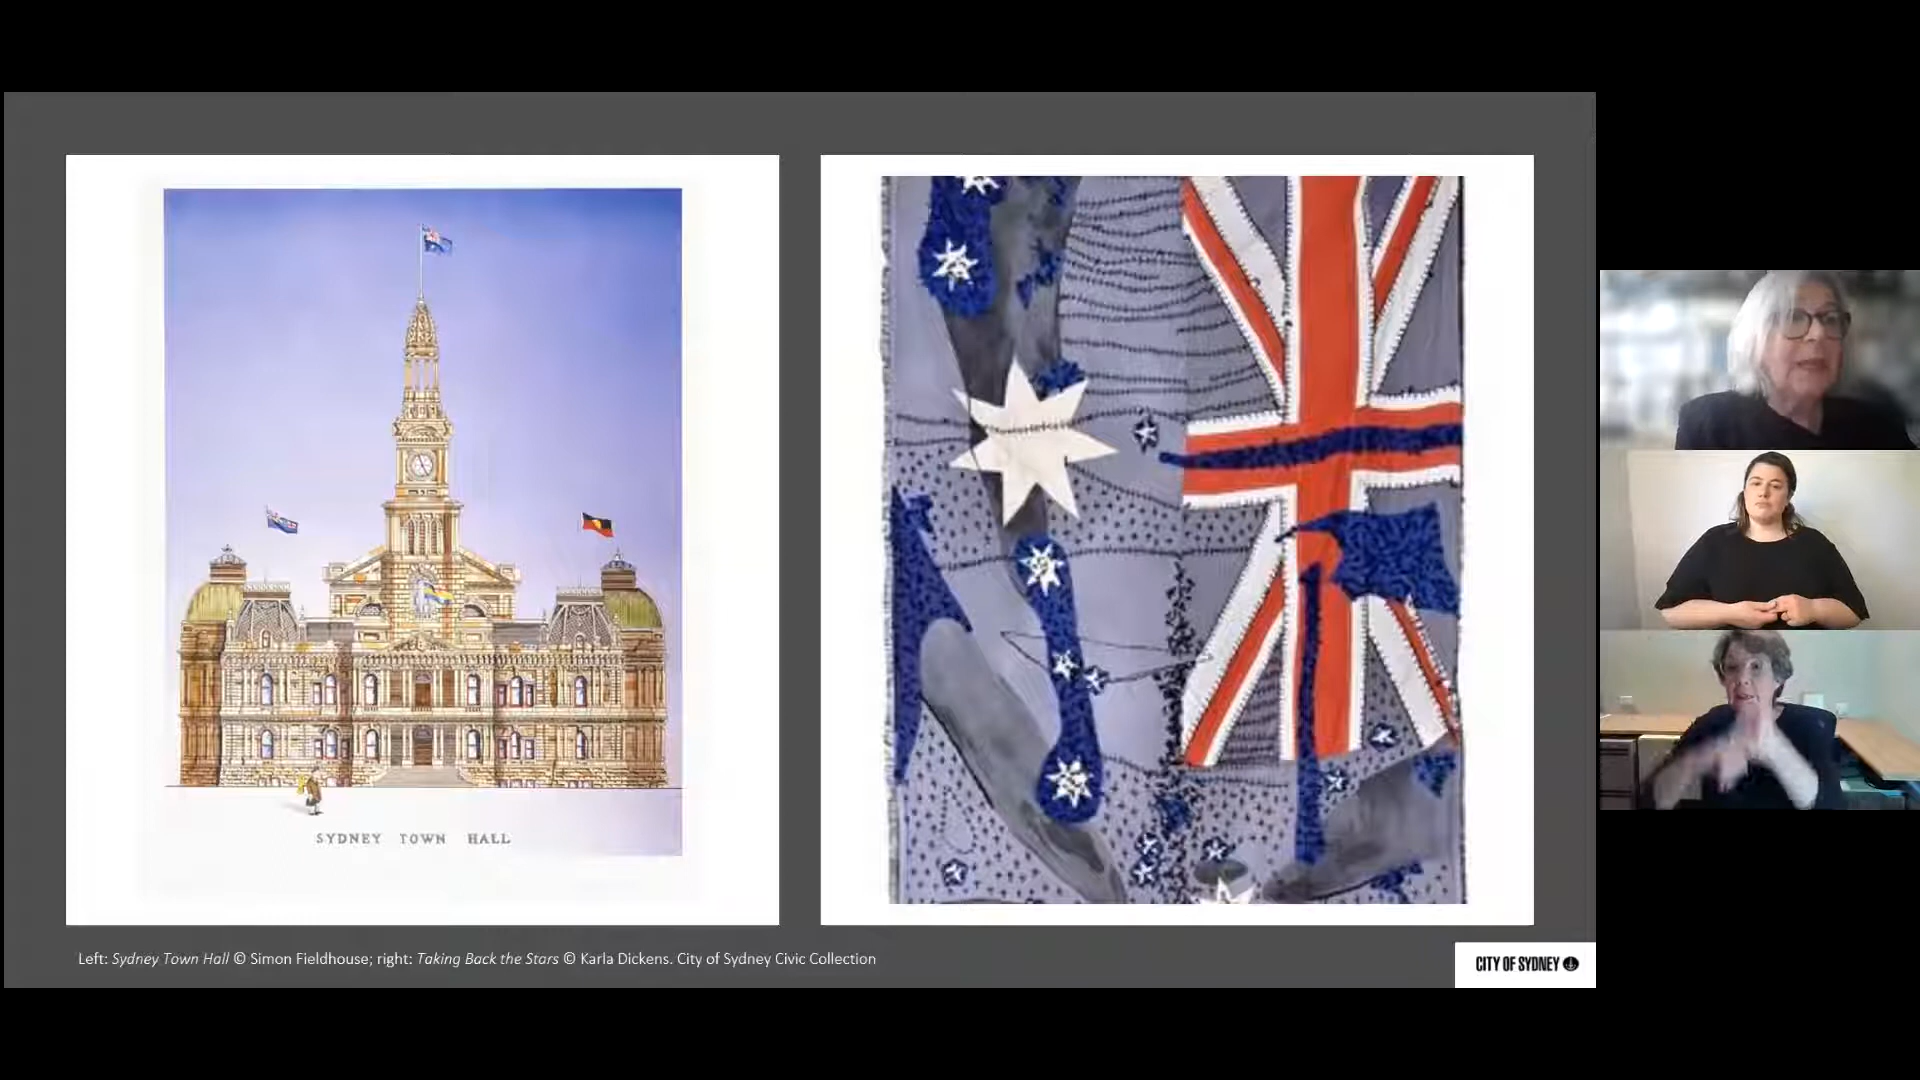 SYDNEY TOWN HALL
Left: Sydney Town Hall © Simon Fieldhouse; right: Taking Back the Stars © Karla Dickens. City of Sydney Civic Collection
CITY OF SYDNEY